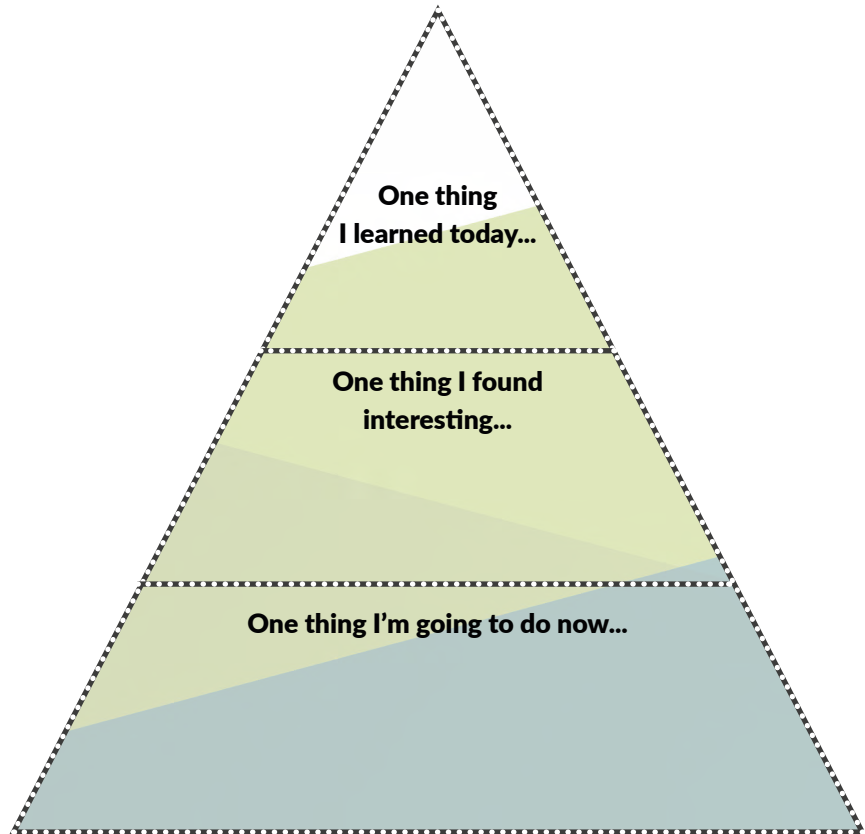 One thing
I learned today...
One thing I found
interesting...
One thing I’m going to do now...